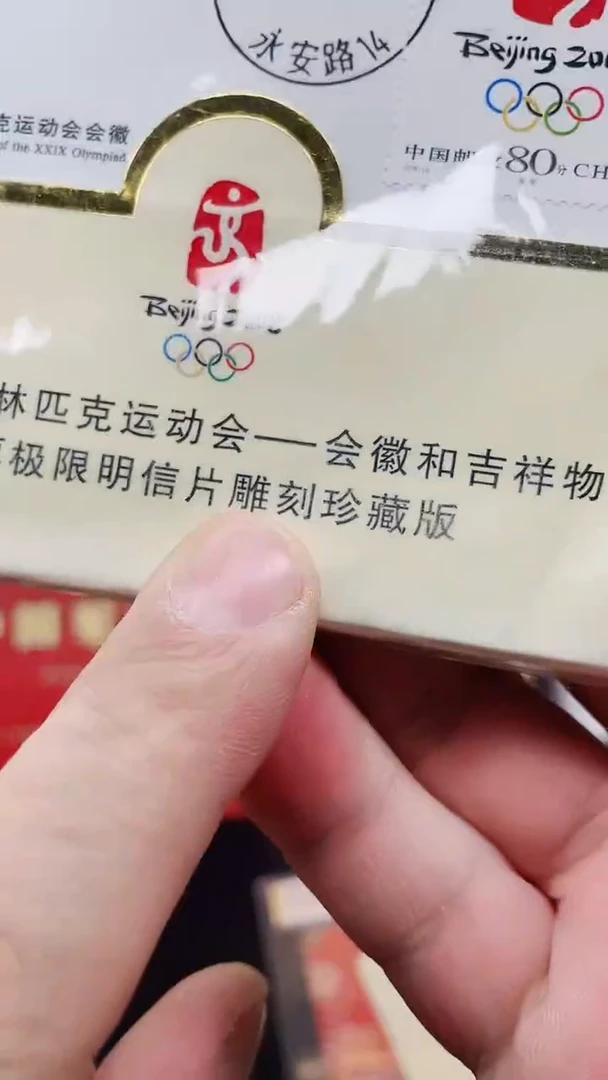 永安路14
Beijing 20
克运动会会徽
of the XXIX Olympiad
中国邮
80分 CH
Beijing 2008
林匹克运动会——会徽和吉祥物
极限明信片雕刻珍藏版